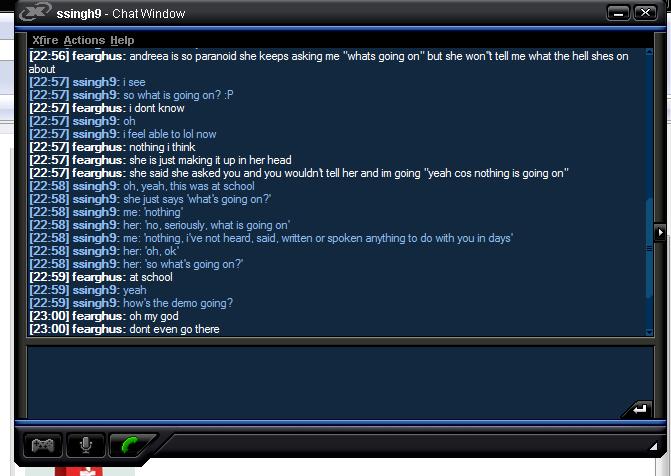 ssingh9 - Chat Window
Xfire Actions Help
[22:56] fearghus: andreea is so paranoid she keeps asking me "whats going on" but she won"t tell me what the hell shes on
about
[22:57] ssingh9: i see
[22:57] ssingh9: so what is going on? :P
[22:57] fearghus: i dont know
[22:57] ssingh9: oh
[22:57] ssingh9: i feel able to lol now
[22:57] fearghus: nothing i think
[22:57] fearghus: she is just making it up in her head
[22:57] fearghus: she said she asked you and you wouldn't tell her and im going "yeah cos nothing is going on"
[22:58] ssingh9: oh, yeah, this was at school
[22:58] ssingh9: she just says 'what's going on?'
[22:58] ssingh9: me: 'nothing'
[22:58] ssingh9: her: 'no, seriously, what is going on'
[22:58] ssingh9: me: 'nothing, i've not heard, said, written or spoken anything to do with you in days'
[22:58] ssingh9: her: 'oh, ok'
[22:58] ssingh9: her: 'so what's going on?'
[22:59] fearghus: at school
[22:59] ssingh9: yeah
[22:59] ssingh9: how's the demo going?
[23:00] fearghus: oh my god
[23:00] fearghus: dont even go there